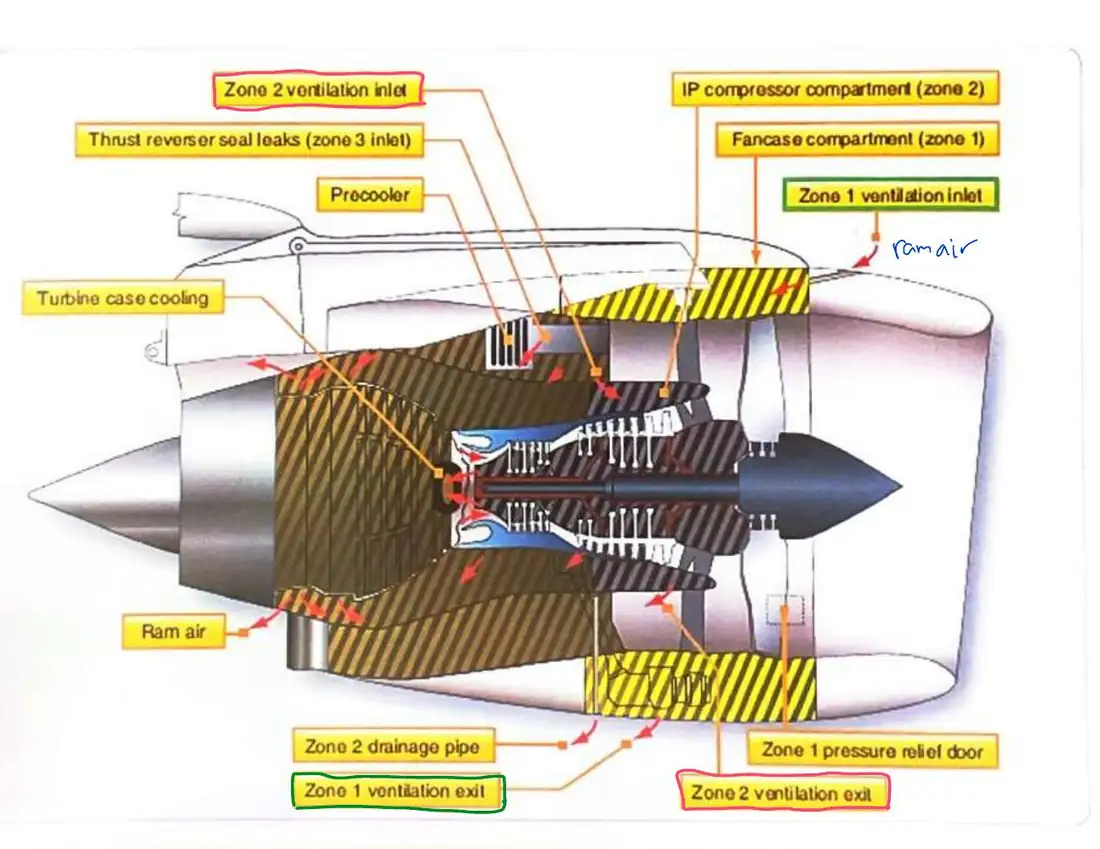 Zone 2 ventilation inlet
IP compressor compartment (zone 2)
Thrust reverser seal leaks (zone 3 inlet)
Fancase compartment (zone 1)
Precooler
Zone 1 ventilation inlet
ram air
Turbine case cooling
Ram air
Zone 2 drainage pipe
Zone 1 pressure relief door
Zone 1 ventilation exit
Zone 2 ventilation exit